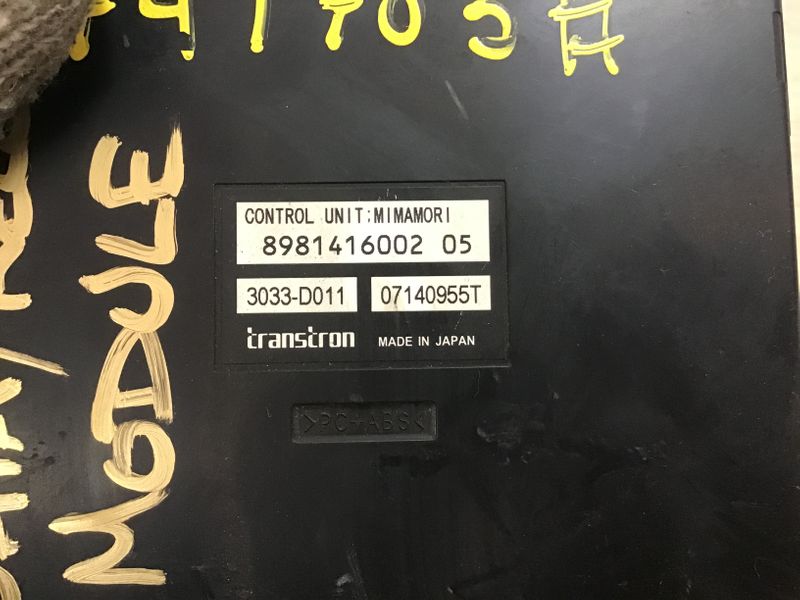 CONTROL UNIT:MIMAMORI
8981416002 05
3033-D011 07140955T
transtron MADE IN JAPAN
>PC+ABS<
MODULE